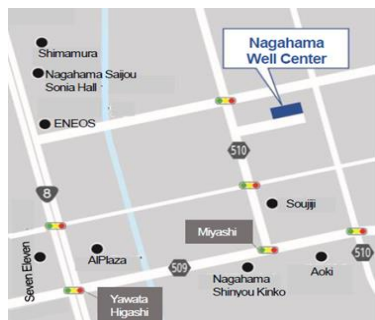 Shimamura
Nagahama Saijou
Sonia Hall
ENEOS
Nagahama
Well Center
510
8
Soujiji
Miyashi
Seven Eleven
AlPlaza
509
Nagahama
Shinyou Kinko
Aoki
510
Yawata
Higashi